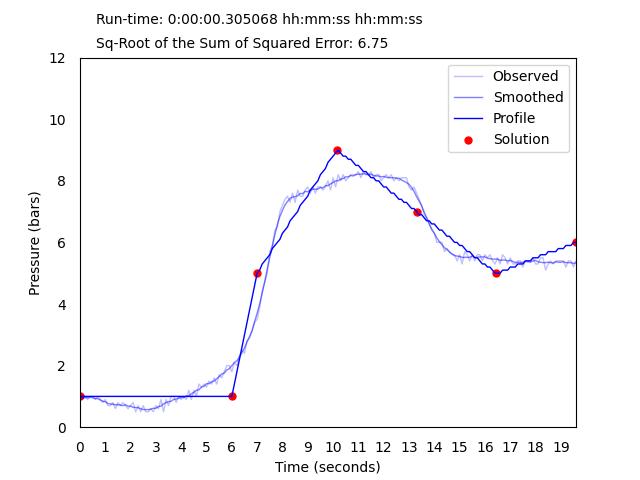 Run-time: 0:00:00.305068 hh:mm:ss hh:mm:ss
Sq-Root of the Sum of Squared Error: 6.75
12
10
8
6
4
2
0
Pressure (bars)
Observed
Smoothed
Profile
Solution
0 1 2 3 4 5 6 7 8 9 10 11 12 13 14 15 16 17 18 19
Time (seconds)